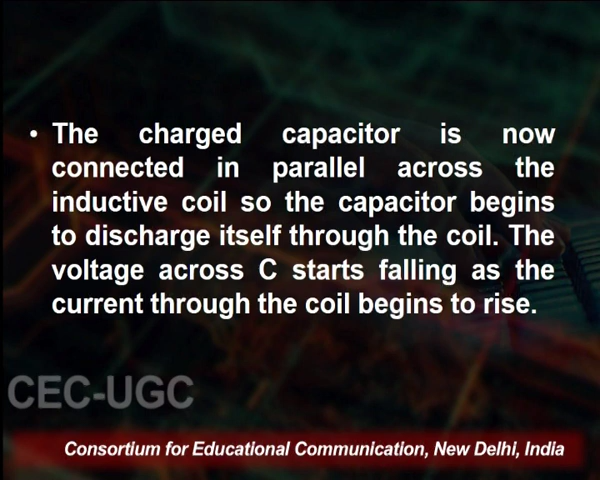 • The charged capacitor is now
connected in parallel across the
inductive coil so the capacitor begins
to discharge itself through the coil. The
voltage across C starts falling as the
current through the coil begins to rise.
CEC-UGC
Consortium for Educational Communication, New Delhi, India